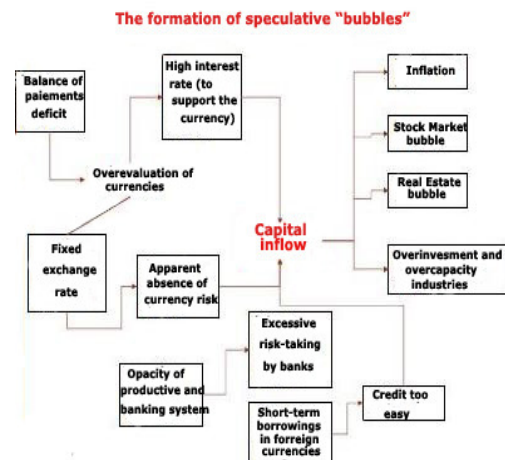 The formation of speculative “bubbles”
Balance of
paiements
deficit
High interest
rate (to
support the
currency)
Inflation
Stock Market
bubble
Overevaluation of
currencies
Real Estate
bubble
Capital
inflow
Fixed
exchange
rate
Apparent
absence of
currency risk
Overinvesment and
overcapacity
industries
Excessive
risk-taking
by banks
Opacity of
productive and
banking system
Credit too
easy
Short-term
borrowings
in forreign
currencies